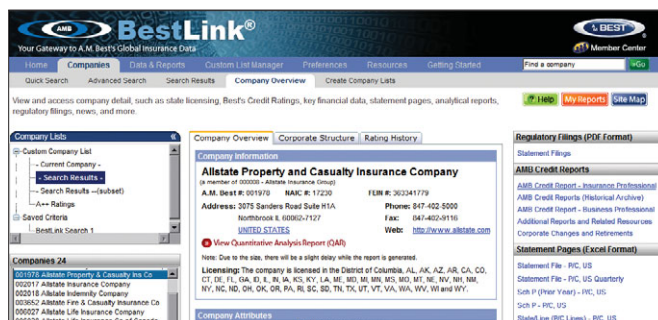 AMB BestLink®
Your Gateway to A.M. Best's Global Insurance Data
BEST
Member Center
Home Companies Data & Reports Custom List Manager Preferences Resources Getting Started
Find a company Go
Quick Search Advanced Search Search Results Company Overview Create Company Lists
View and access company detail, such as state licensing, Best's Credit Ratings, key financial data, statement pages, analytical reports,
regulatory filings, news, and more.
Help My Reports Site Map
Company Lists
Custom Company List
- Current Company -
- Search Results -
- Search Results --(subset)
A++ Ratings
Saved Criteria
BestLink Search 1
Companies 24
001978 Allstate Property & Casualty Ins Co
002017 Allstate Insurance Company
002018 Allstate Indemnity Company
003652 Allstate Fire & Casualty Insurance Co
006027 Allstate Life Insurance Company
Company Overview Corporate Structure Rating History
Company Information
Allstate Property and Casualty Insurance Company
(a member of 000008 - Allstate Insurance Group)
A.M. Best #: 001978 NAIC #: 17230 FEIN #: 363341779
Address: 3075 Sanders Road Suite H1A Phone: 847-402-5000
Northbrook IL 60062-7127 Fax: 847-402-9116
UNITED STATES Web: http://www.allstate.com
View Quantitative Analysis Report (QAR)
Note: Due to the size, there will be a slight delay while the report is generated.
Licensing: The company is licensed in the District of Columbia, AL, AK, AZ, AR, CA, CO,
CT, DE, FL, GA, ID, IL, IN, IA, KS, KY, LA, ME, MD, MI, MN, MS, MO, MT, NE, NV, NH, NM,
NY, NC, ND, OH, OK, OR, PA, RI, SC, SD, TN, TX, UT, VT, VA, WA, WV, WI and WY.
Company Attributes
Regulatory Filings (PDF Format)
Statement Filings
AMB Credit Reports
AMB Credit Report - Insurance Professional
AMB Credit Reports (Historical Archive)
AMB Credit Report - Business Professional
Additional Reports and Related Resources
Corporate Changes and Retirements
Statement Pages (Excel Format)
Statement File - P/C, US
Statement File - P/C, US Quarterly
Sch P (Prior Year) - P/C, US
Sch P - P/C, US